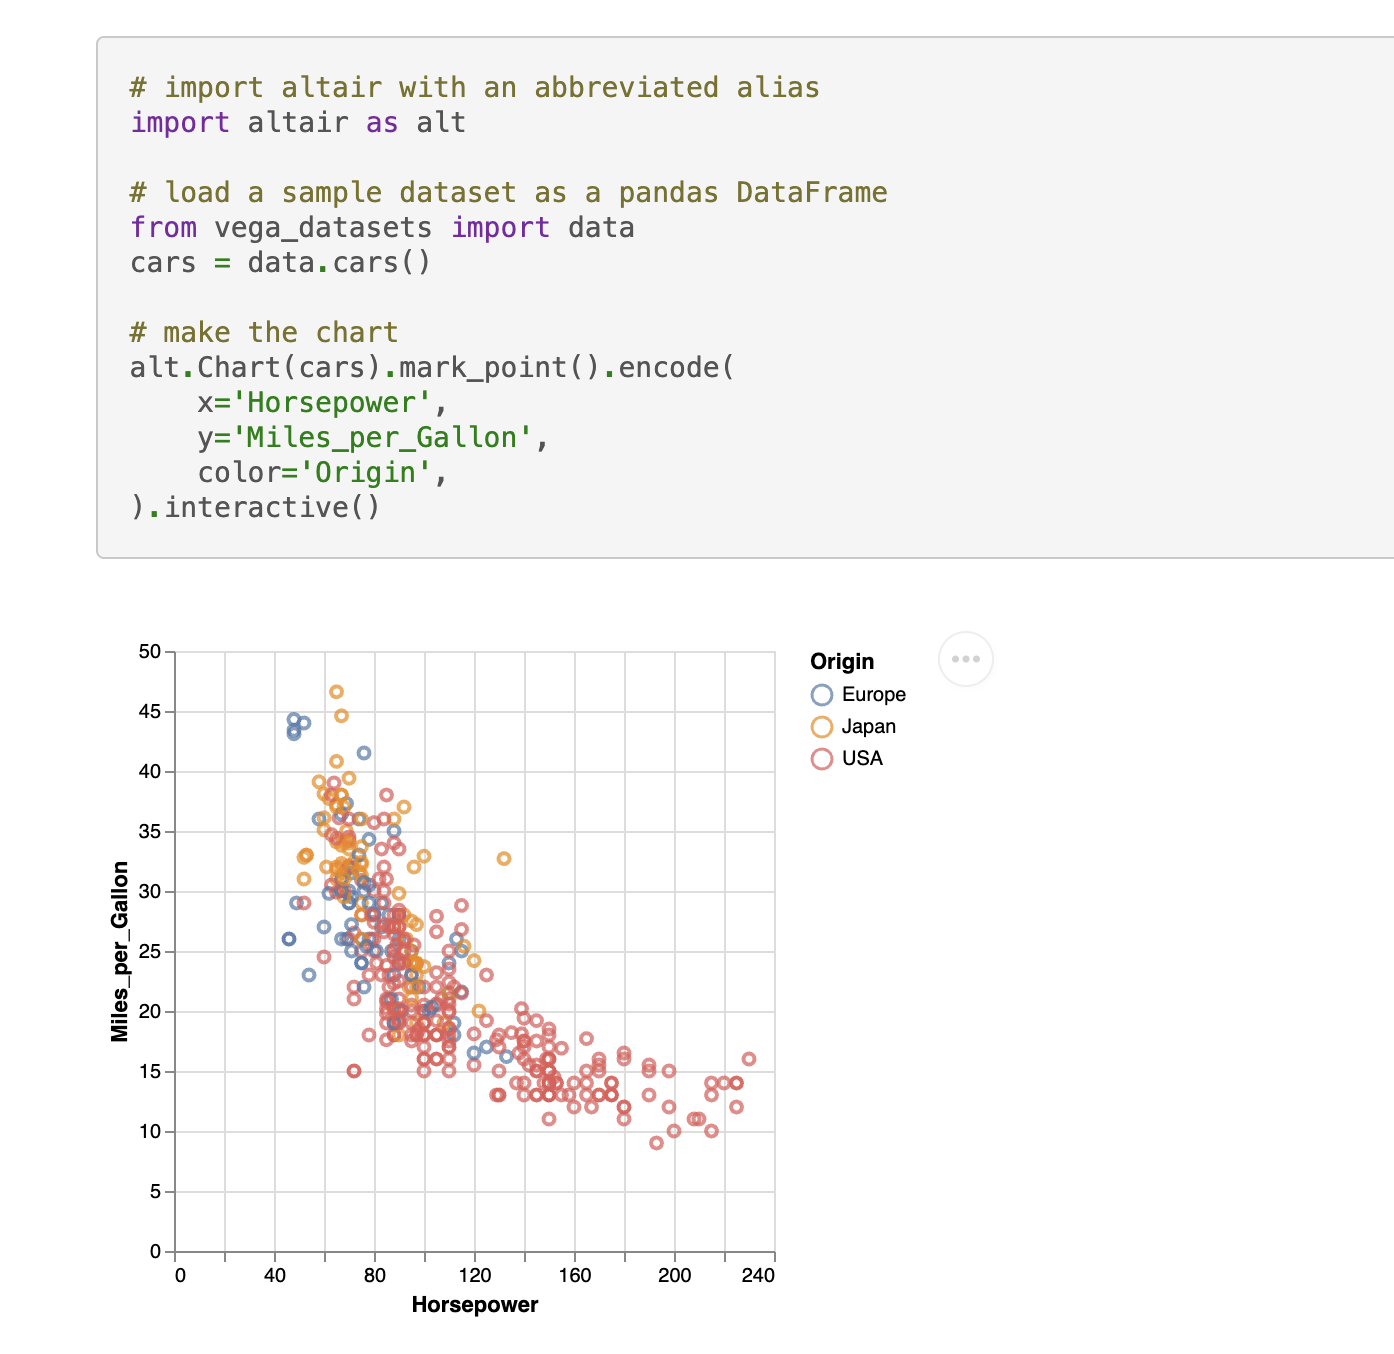 # import altair with an abbreviated alias
import altair as alt
# load a sample dataset as a pandas DataFrame
from vega_datasets import data
cars = data.cars()
# make the chart
alt.Chart(cars).mark_point().encode(
    x='Horsepower',
    y='Miles_per_Gallon',
    color='Origin',
).interactive()
Origin
Europe
Japan
USA
Miles_per_Gallon
50
45
40
35
30
25
20
15
10
5
0
0 40 80 120 160 200 240
Horsepower